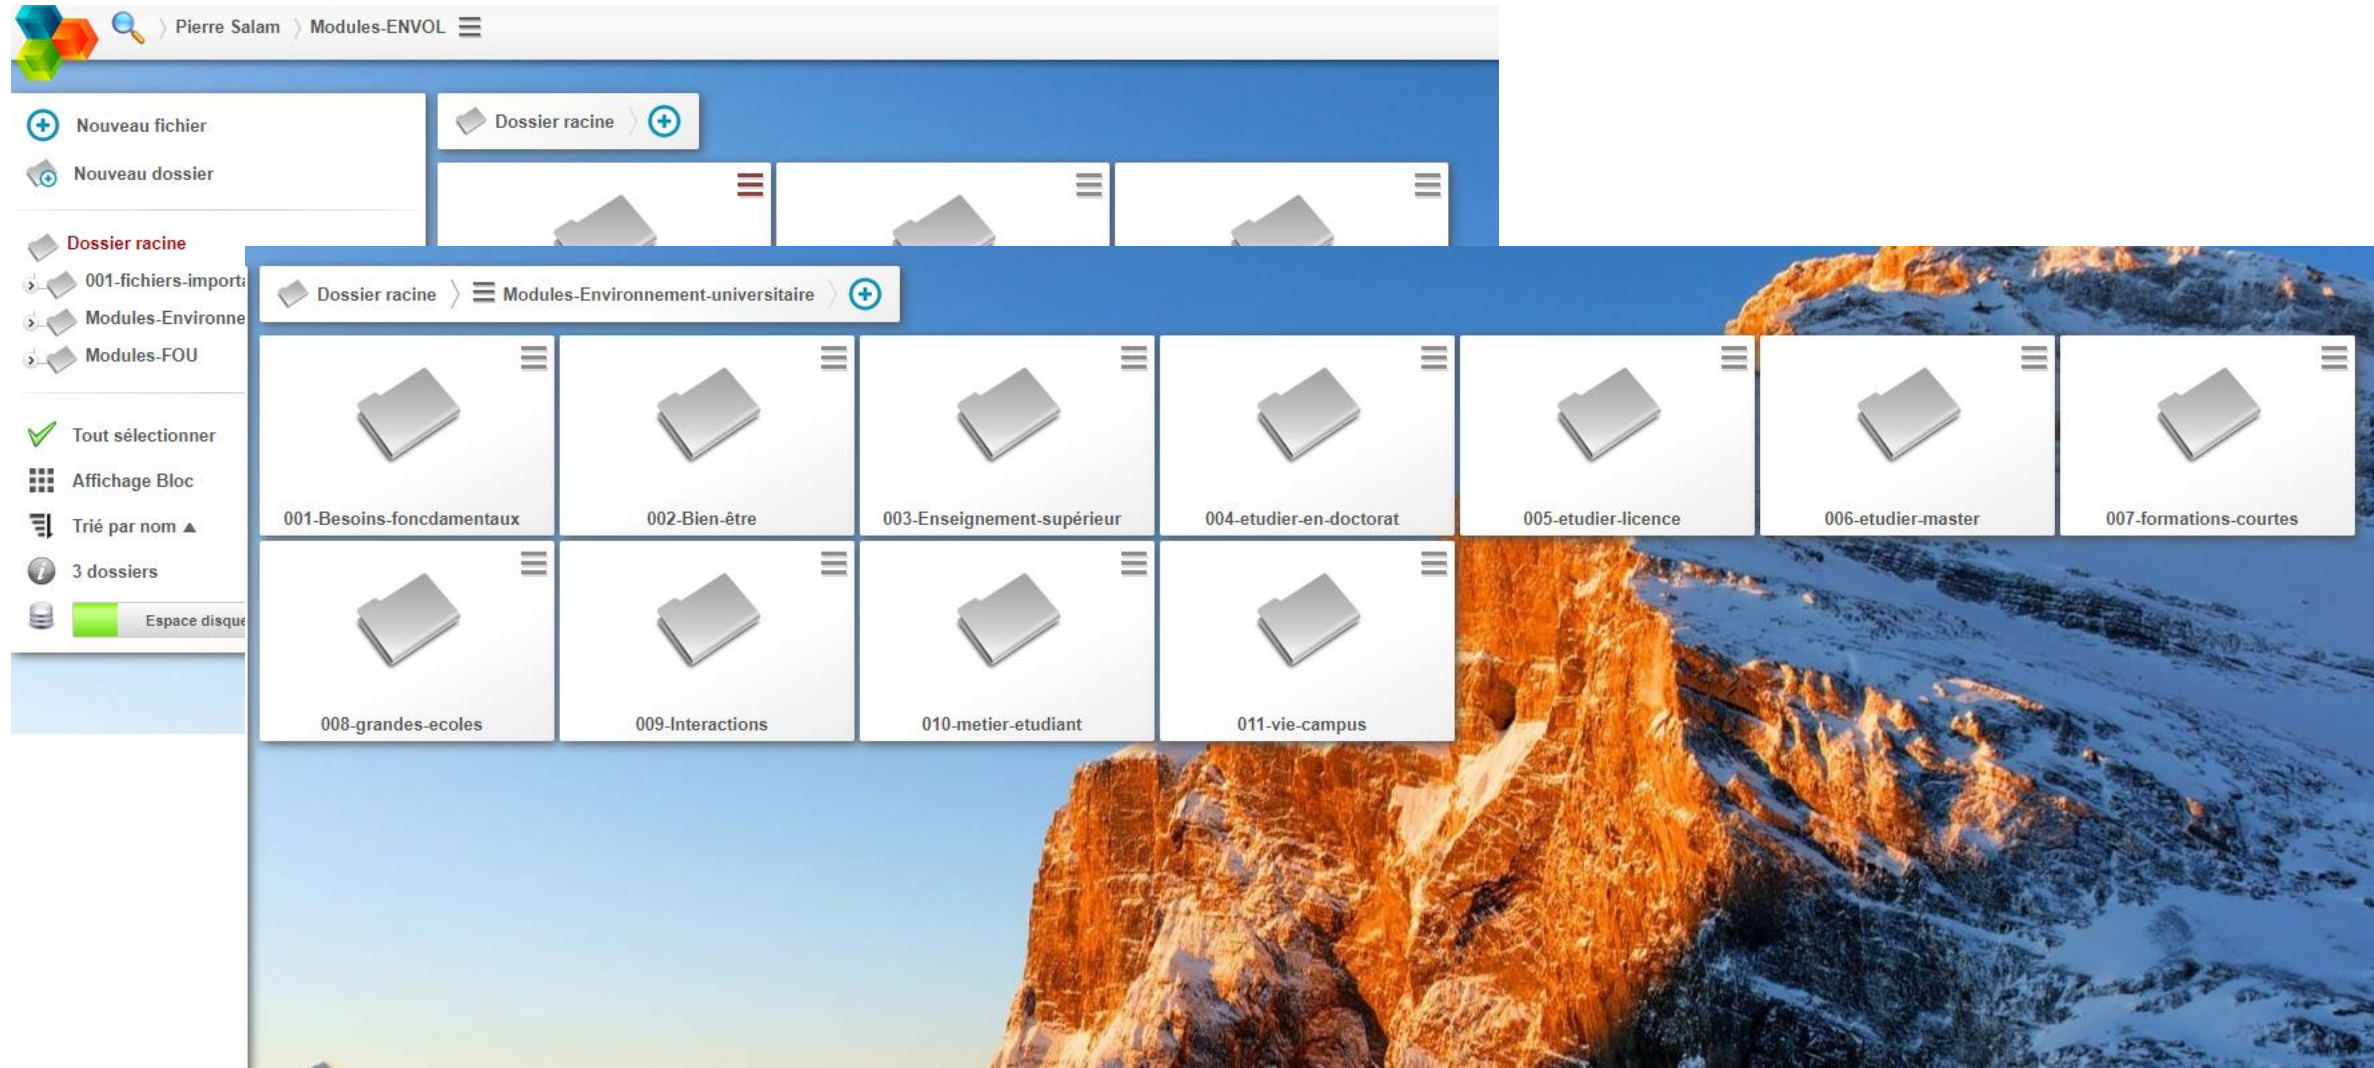 Pierre Salam Modules-ENVOL
Nouveau fichier
Nouveau dossier
Dossier racine
001-fichiers-importa
Modules-Environne
Modules-FOU
Tout sélectionner
Affichage Bloc
Trié par nom
3 dossiers
Espace disque
Dossier racine
Dossier racine Modules-Environnement-universitaire
001-Besoins-foncdamentaux 002-Bien-être 003-Enseignement-supérieur 004-etudier-en-doctorat 005-etudier-licence 006-etudier-master 007-formations-courtes
008-grandes-ecoles 009-Interactions 010-metier-etudiant 011-vie-campus